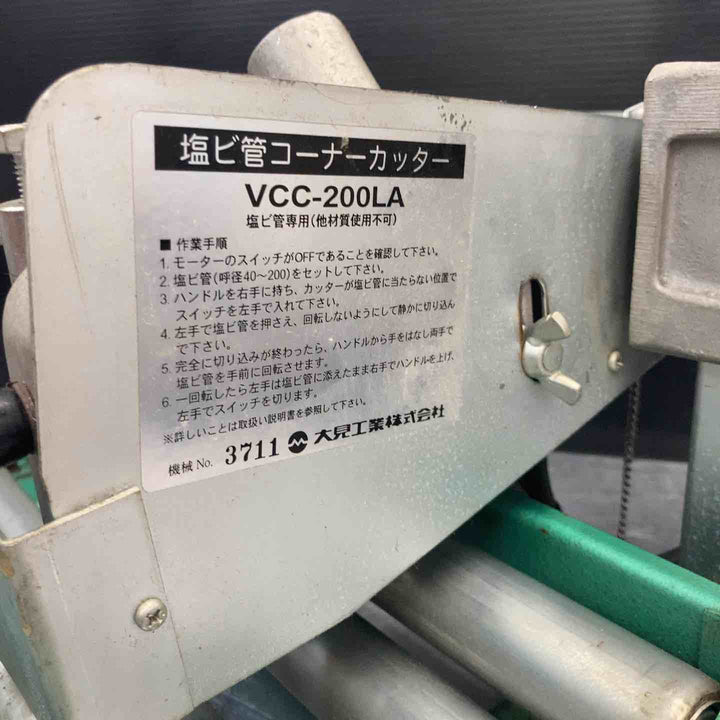 塩ビ管コーナーカッター
VCC-200LA
塩ビ管専用(他材質使用不可)
■ 作業手順
1. モーターのスイッチがOFFであることを確認して下さい。
2. 塩ビ管(呼径40〜200)をセットして下さい。
3. ハンドルを右手に持ち、カッターが塩ビ管に当たらない位置で
スイッチを左手で入れて下さい。
4. 左手で塩ビ管を押さえ、回転しないようにして静かに切り込ん
で下さい。
5. 完全に切り込みが終わったら、ハンドルから手をはなし両手で
塩ビ管を手前に回転させます。
6. 一回転したら左手は塩ビ管に添えたまま右手でハンドルを上げ、
左手でスイッチを切ります。
※詳しいことは取扱い説明書を参照して下さい。
機械 No. 3711 大見工業株式会社